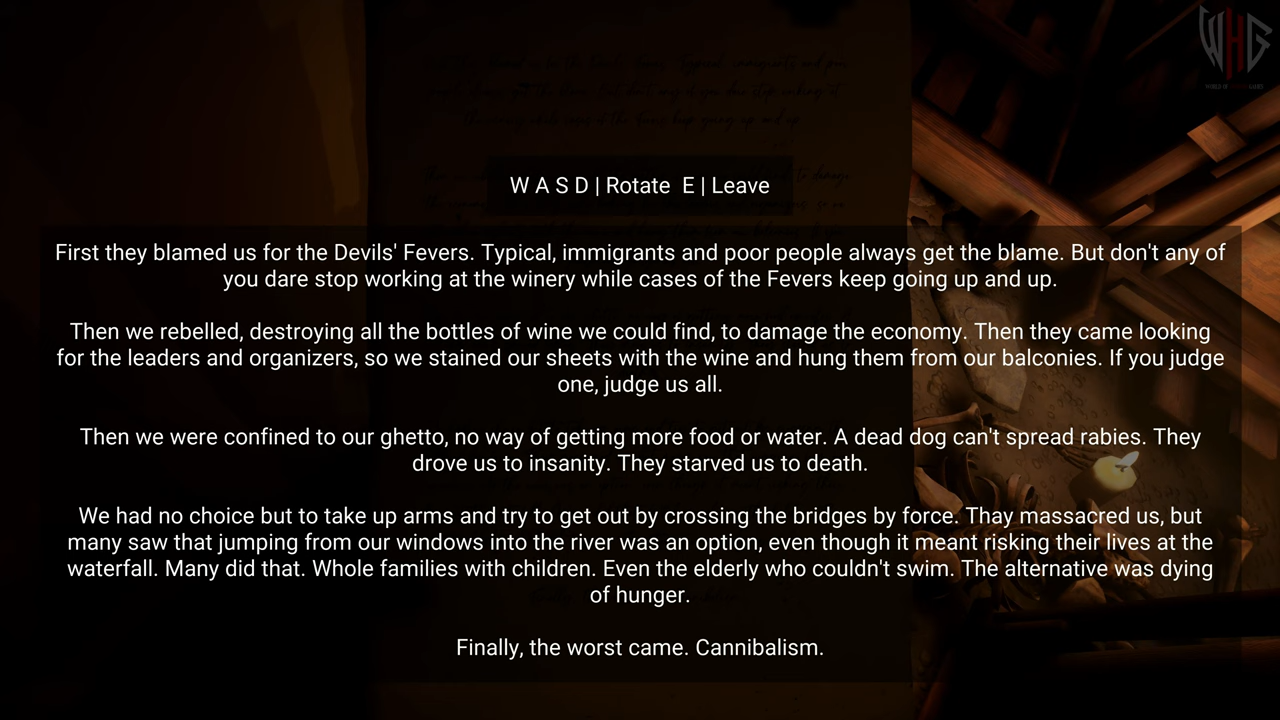 WHG
W A S D | Rotate  E | Leave
First they blamed us for the Devils' Fevers. Typical, immigrants and poor people always get the blame. But don't any of
you dare stop working at the winery while cases of the Fevers keep going up and up.
Then we rebelled, destroying all the bottles of wine we could find, to damage the economy. Then they came looking
for the leaders and organizers, so we stained our sheets with the wine and hung them from our balconies. If you judge
one, judge us all.
Then we were confined to our ghetto, no way of getting more food or water. A dead dog can't spread rabies. They
drove us to insanity. They starved us to death.
We had no choice but to take up arms and try to get out by crossing the bridges by force. Thay massacred us, but
many saw that jumping from our windows into the river was an option, even though it meant risking their lives at the
waterfall. Many did that. Whole families with children. Even the elderly who couldn't swim. The alternative was dying
of hunger.
Finally, the worst came. Cannibalism.